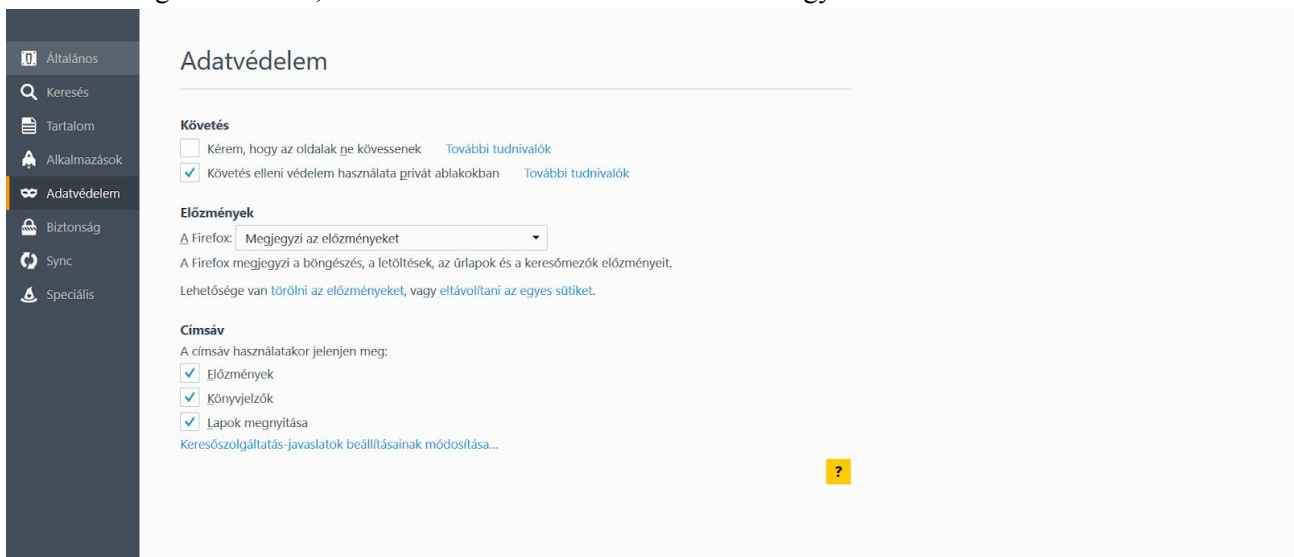 Általános
Keresés
Tartalom
Alkalmazások
Adatvédelem
Biztonság
Sync
Speciális
Adatvédelem
Követés
Kérem, hogy az oldalak ne kövessenek További tudnivalók
Követés elleni védelem használata privát ablakokban További tudnivalók
Előzmények
A Firefox: Megjegyzi az előzményeket
A Firefox megjegyzi a böngészés, a letöltések, az űrlapok és a keresőmezők előzményeit.
Lehetősége van törölni az előzményeket, vagy eltávolítani az egyes sütiket.
Címsáv
A címsáv használatakor jelenjen meg:
Előzmények
Könyvjelzők
Lapok megnyitása
Keresőszolgáltatás-javaslatok beállításainak módosítása...
?